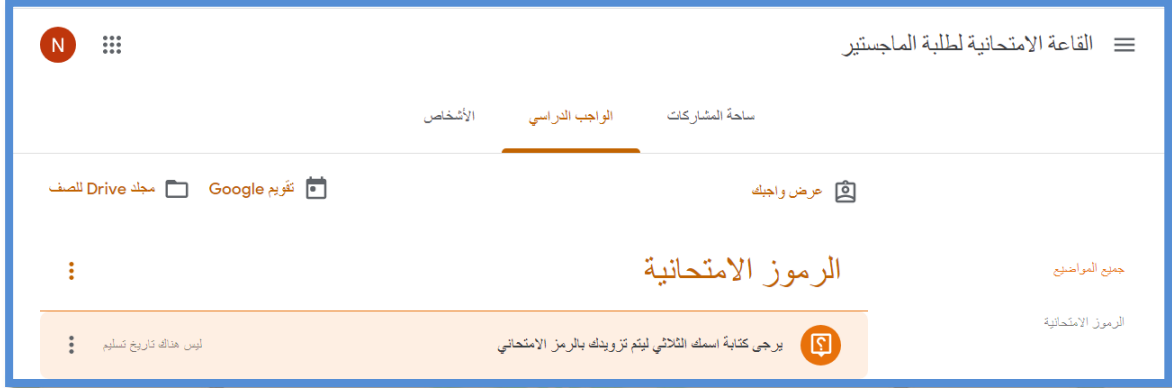 القاعة الامتحانية لطلبة الماجستير
N
ساحة المشاركات الواجب الدراسي الأشخاص
عرض واجبك تقويم Google مجلد Drive للصف
جميع المواضيع
الرموز الامتحانية
الرموز الامتحانية
يرجى كتابة اسمك الثلاثي ليتم تزويدك بالرمز الامتحاني ليس هناك تاريخ تسليم